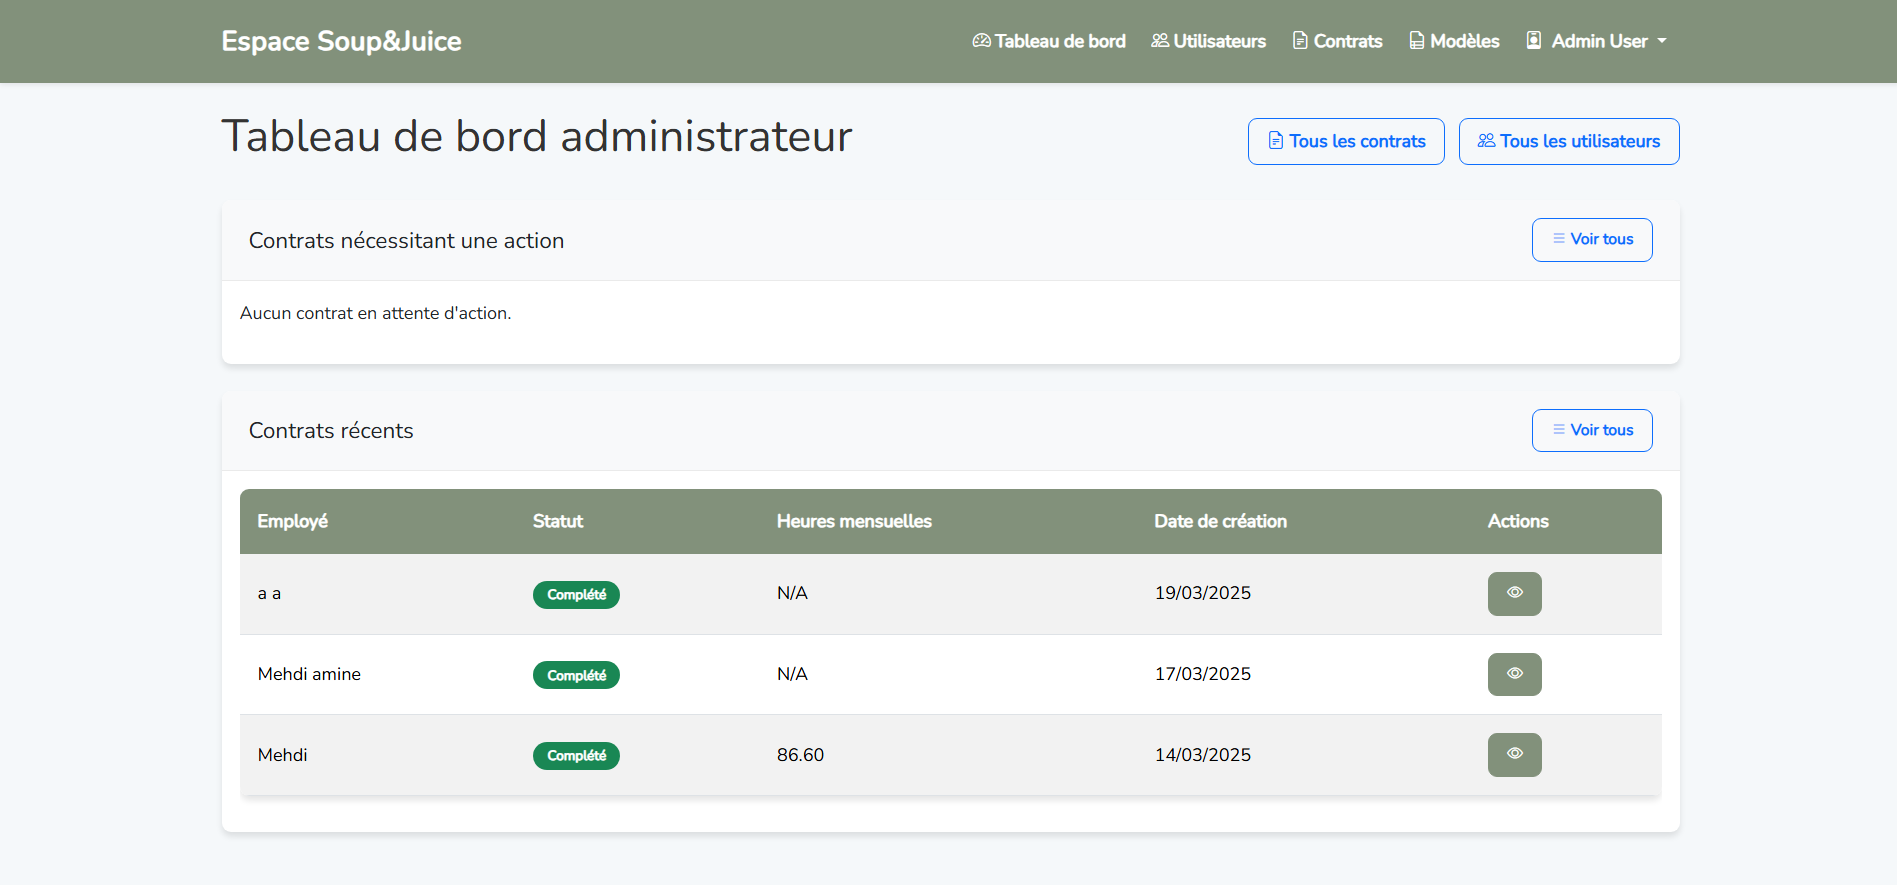 Espace Soup&Juice
Tableau de bord
Utilisateurs
Contrats
Modèles
Admin User
Tableau de bord administrateur
Tous les contrats
Tous les utilisateurs
Contrats nécessitant une action
Voir tous
Aucun contrat en attente d'action.
Contrats récents
Voir tous
Employé Statut Heures mensuelles Date de création Actions
a a Complété N/A 19/03/2025
Mehdi amine Complété N/A 17/03/2025
Mehdi Complété 86.60 14/03/2025